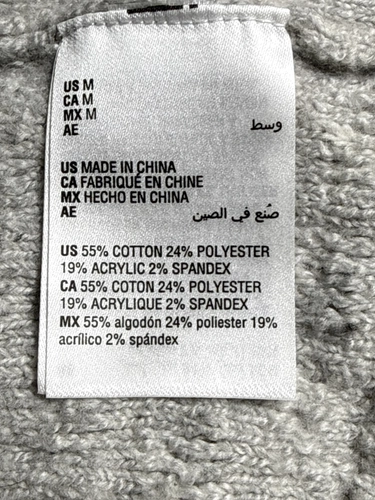 US M
CA M
MX M
AE وسط
US MADE IN CHINA
CA FABRIQUÉ EN CHINE
MX HECHO EN CHINA
AE صُنع في الصين
US 55% COTTON 24% POLYESTER
19% ACRYLIC 2% SPANDEX
CA 55% COTON 24% POLYESTER
19% ACRYLIQUE 2% SPANDEX
MX 55% algodón 24% poliester 19%
acrílico 2% spándex